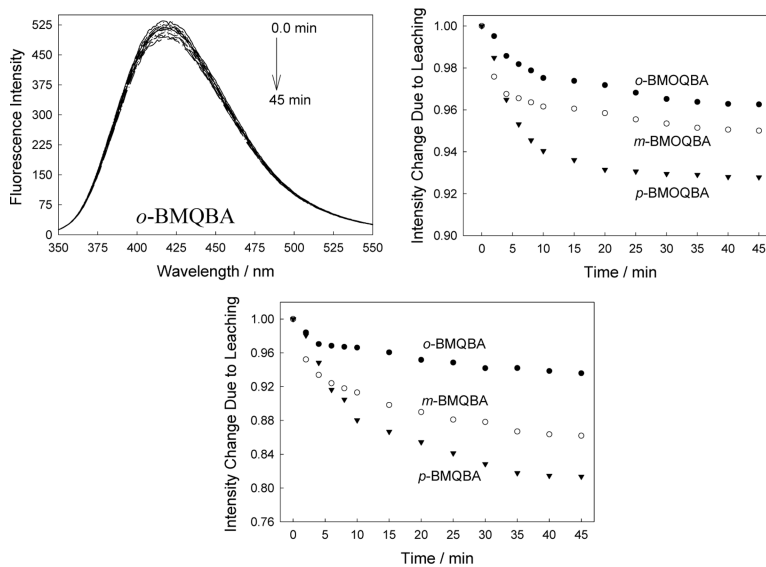 Fluorescence Intensity
525
450
375
300
225
150
75
0
0.0 min
45 min
o-BMQBA
350 375 400 425 450 475 500 525 550
Wavelength / nm
Intensity Change Due to Leaching
1.00
0.98
0.96
0.94
0.92
0.90
o-BMOQBA
m-BMOQBA
p-BMOQBA
0 5 10 15 20 25 30 35 40 45
Time / min
Intensity Change Due to Leaching
1.00
0.96
0.92
0.88
0.84
0.80
0.76
o-BMQBA
m-BMQBA
p-BMQBA
0 5 10 15 20 25 30 35 40 45
Time / min